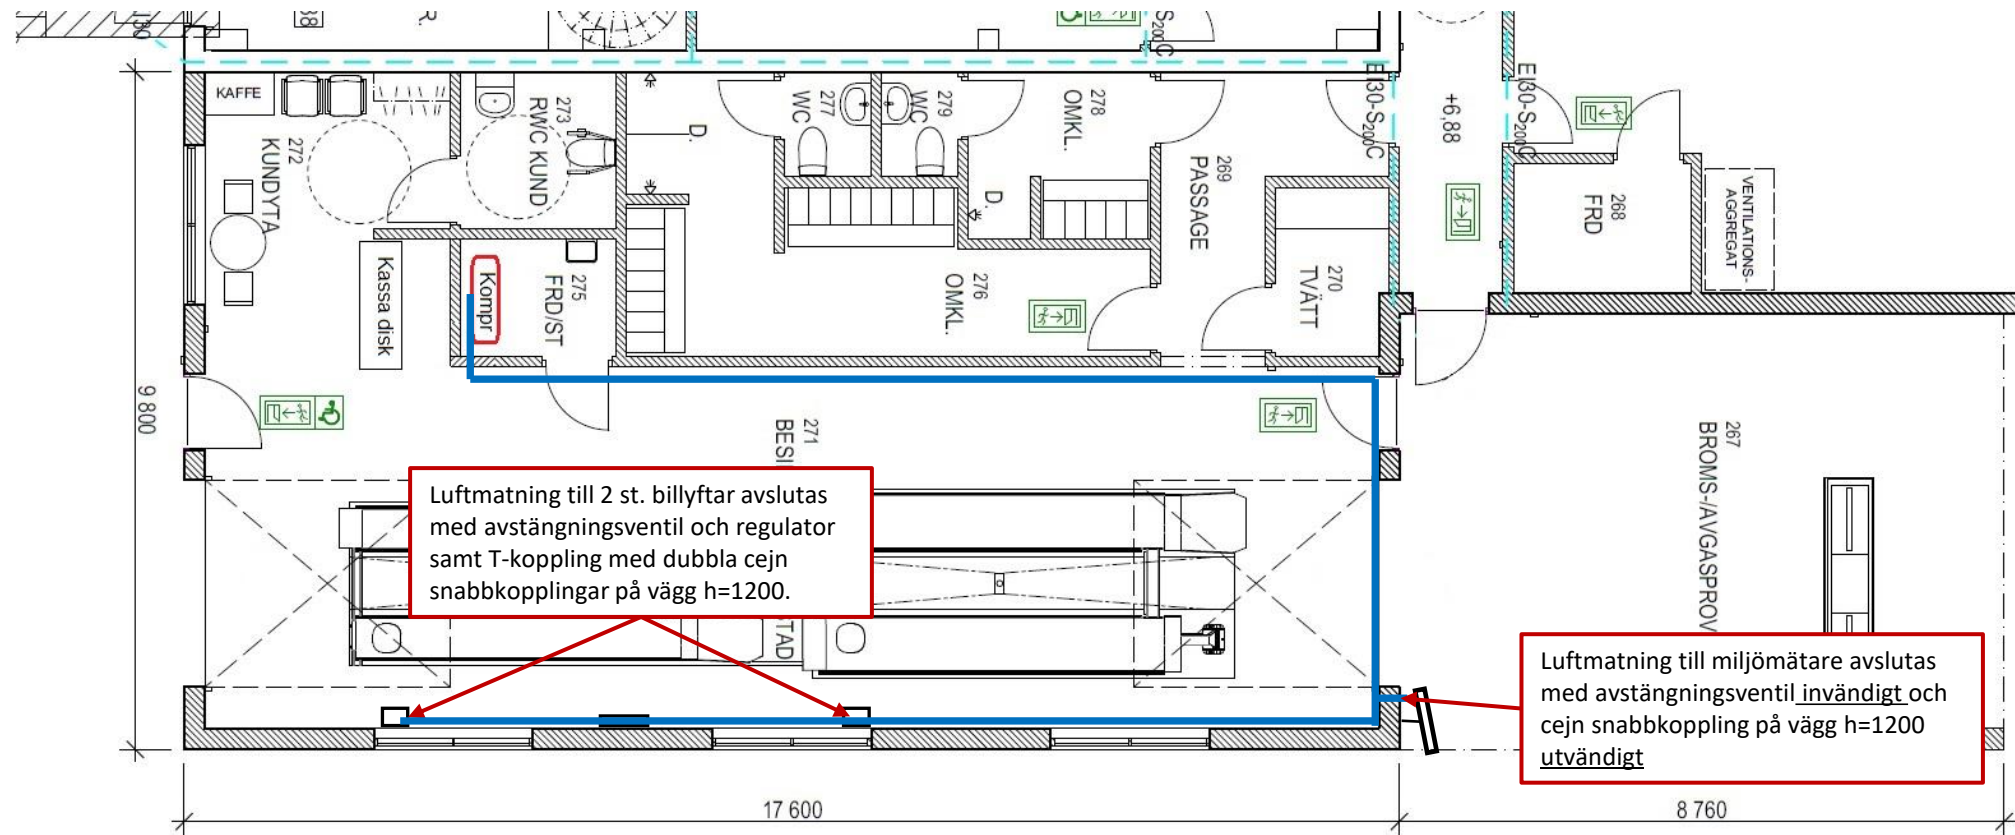 KAFFE
272
KUNDYTA
273
RWC KUND
D.
277
WC
279
WC
278
OMKL.
D.
269
PASSAGE
EI30-S200C
+6,88
EI30-S200C
268
FRD
VENTILATIONS-
AGGREGAT
Kassa disk
Kompr
275
FRD/ST
276
OMKL.
270
TVÄTT
9 800
271
267
BROMS-/AVGASPROV
Luftmatning till 2 st. billyftar avslutas
med avstängningsventil och regulator
samt T-koppling med dubbla cejn
snabbkopplingar på vägg h=1200.
Luftmatning till miljömätare avslutas
med avstängningsventil invändigt och
cejn snabbkoppling på vägg h=1200
utvändigt
17 600
8 760